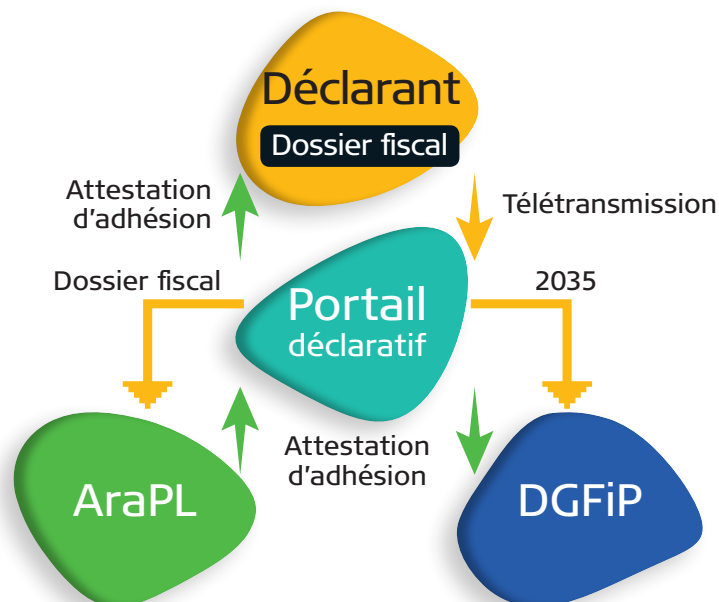 Déclarant
Dossier fiscal
Attestation
d'adhésion
Télétransmission
Dossier fiscal
2035
Portail
déclaratif
Attestation
d'adhésion
AraPL
DGFiP